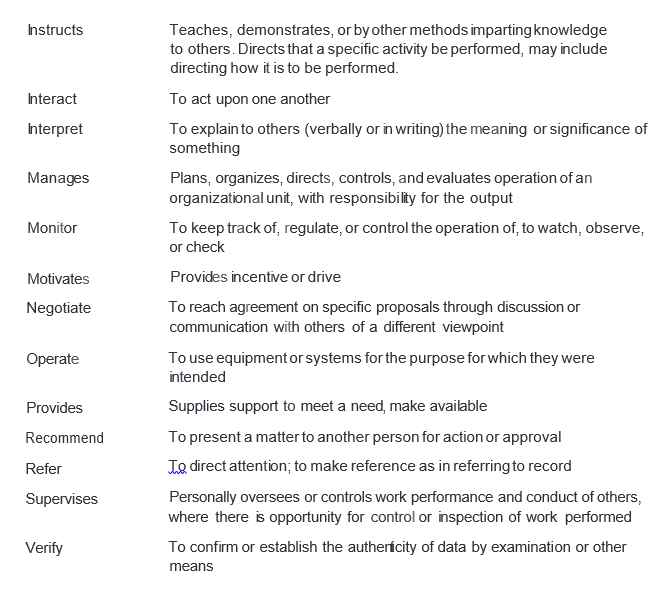 Instructs Teaches, demonstrates, or by other methods imparting knowledge
to others. Directs that a specific activity be performed, may include
directing how it is to be performed.
Interact To act upon one another
Interpret To explain to others (verbally or in writing) the meaning or significance of
something
Manages Plans, organizes, directs, controls, and evaluates operation of an
organizational unit, with responsibility for the output
Monitor To keep track of, regulate, or control the operation of, to watch, observe,
or check
Motivates Provides incentive or drive
Negotiate To reach agreement on specific proposals through discussion or
communication with others of a different viewpoint
Operate To use equipment or systems for the purpose for which they were
intended
Provides Supplies support to meet a need, make available
Recommend To present a matter to another person for action or approval
Refer To direct attention; to make reference as in referring to record
Supervises Personally oversees or controls work performance and conduct of others,
where there is opportunity for control or inspection of work performed
Verify To confirm or establish the authenticity of data by examination or other
means